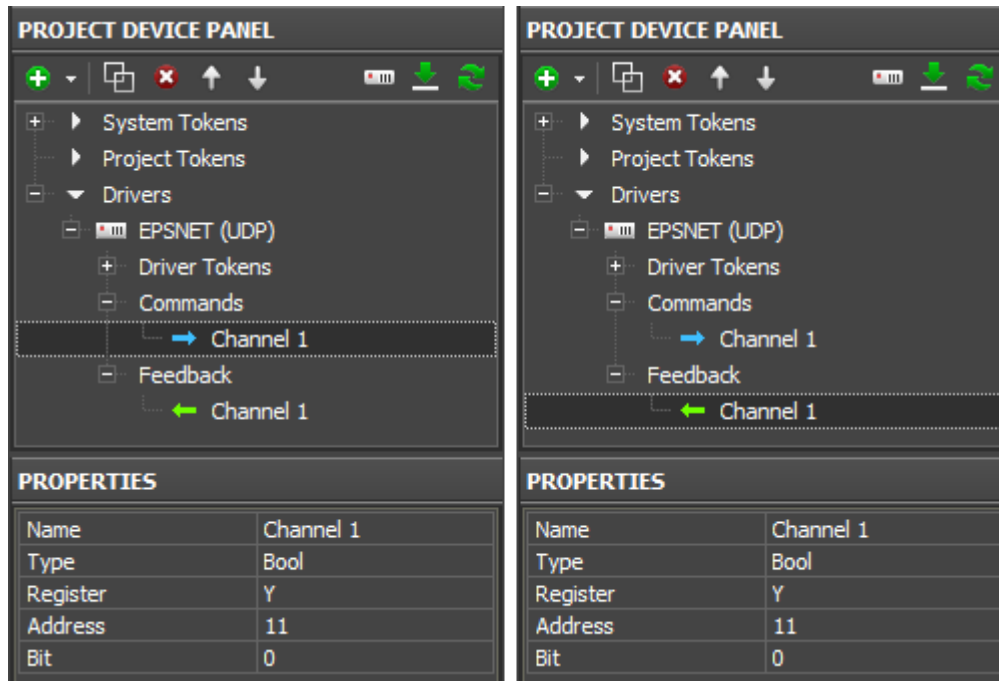 PROJECT DEVICE PANEL
System Tokens
Project Tokens
Drivers
EPSNET (UDP)
Driver Tokens
Commands
Channel 1
Feedback
Channel 1
PROPERTIES
Name Channel 1
Type Bool
Register Y
Address 11
Bit 0
PROJECT DEVICE PANEL
System Tokens
Project Tokens
Drivers
EPSNET (UDP)
Driver Tokens
Commands
Channel 1
Feedback
Channel 1
PROPERTIES
Name Channel 1
Type Bool
Register Y
Address 11
Bit 0